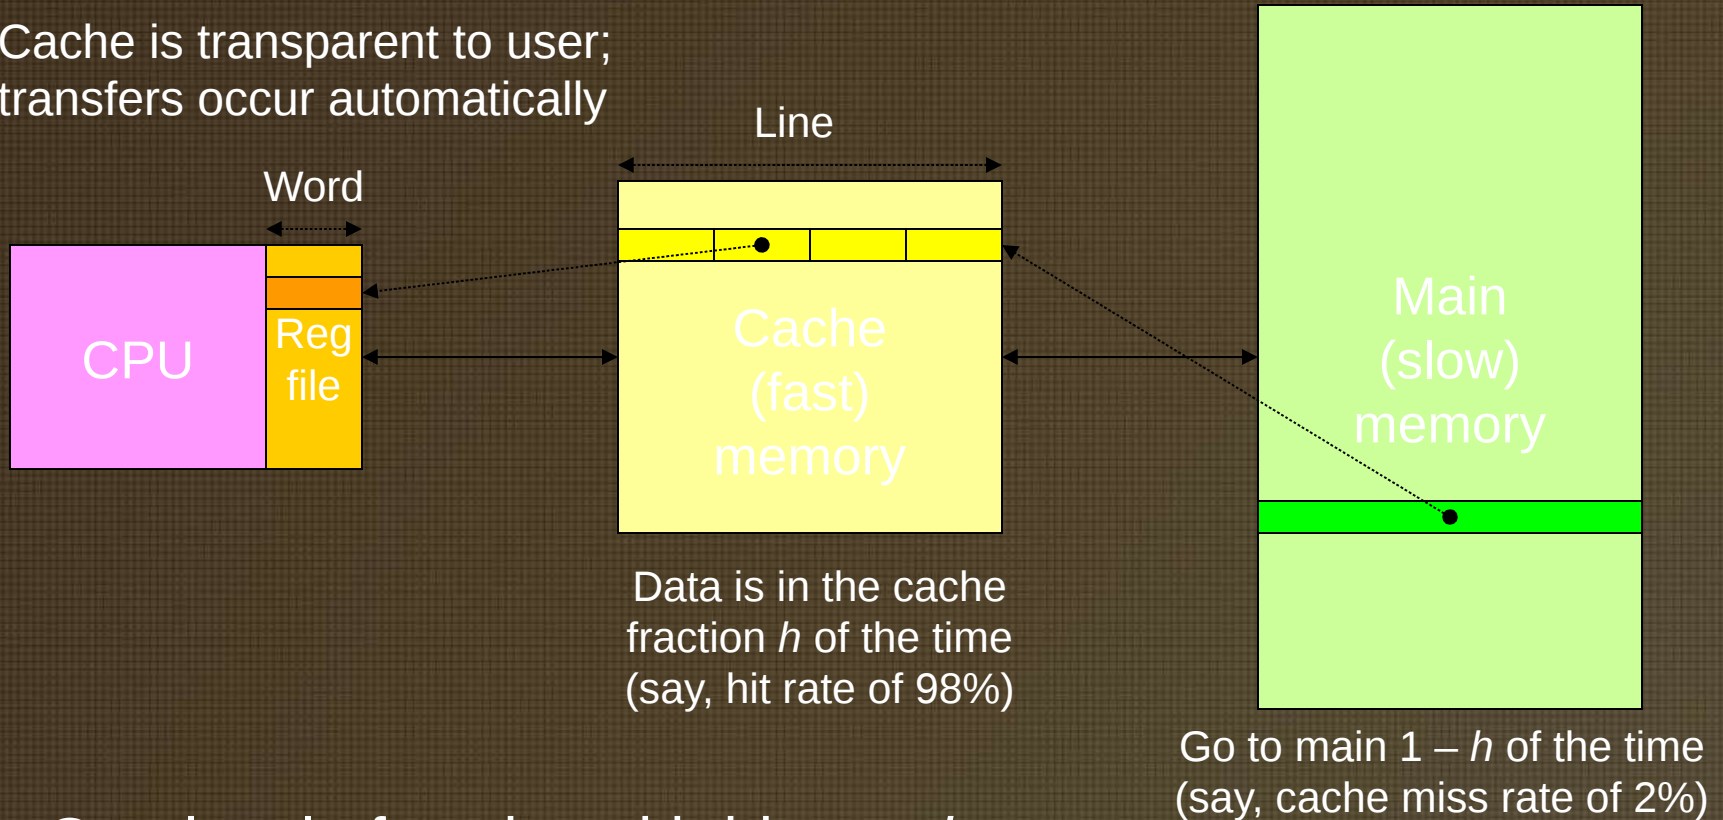 Cache is transparent to user;
transfers occur automatically
Line
Word
CPU
Reg
file
Cache
(fast)
memory
Main
(slow)
memory
Data is in the cache
fraction h of the time
(say, hit rate of 98%)
Go to main 1 – h of the time
(say, cache miss rate of 2%)